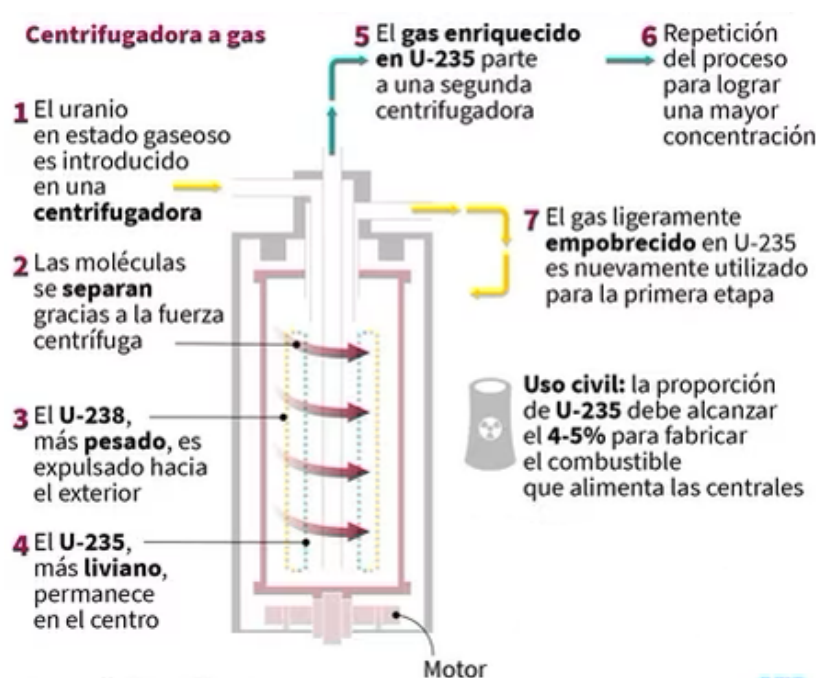 Centrifugadora a gas
1 El uranio
en estado gaseoso
es introducido
en una
centrifugadora
2 Las moléculas
se separan
gracias a la fuerza
centrífuga
3 El U-238,
más pesado, es
expulsado hacia
el exterior
4 El U-235,
más liviano,
permanece
en el centro
Motor
5 El gas enriquecido
en U-235 parte
a una segunda
centrifugadora
6 Repetición
del proceso
para lograr
una mayor
concentración
7 El gas ligeramente
empobrecido en U-235
es nuevamente utilizado
para la primera etapa
Uso civil: la proporción
de U-235 debe alcanzar
el 4-5% para fabricar
el combustible
que alimenta las centrales